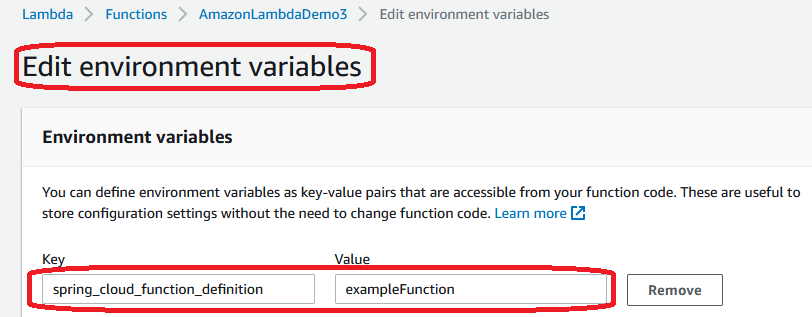 Lambda > Functions > AmazonLambdaDemo3 > Edit environment variables
Edit environment variables
Environment variables
You can define environment variables as key-value pairs that are accessible from your function code. These are useful to
store configuration settings without the need to change function code. Learn more
Key Value
spring_cloud_function_definition exampleFunction Remove